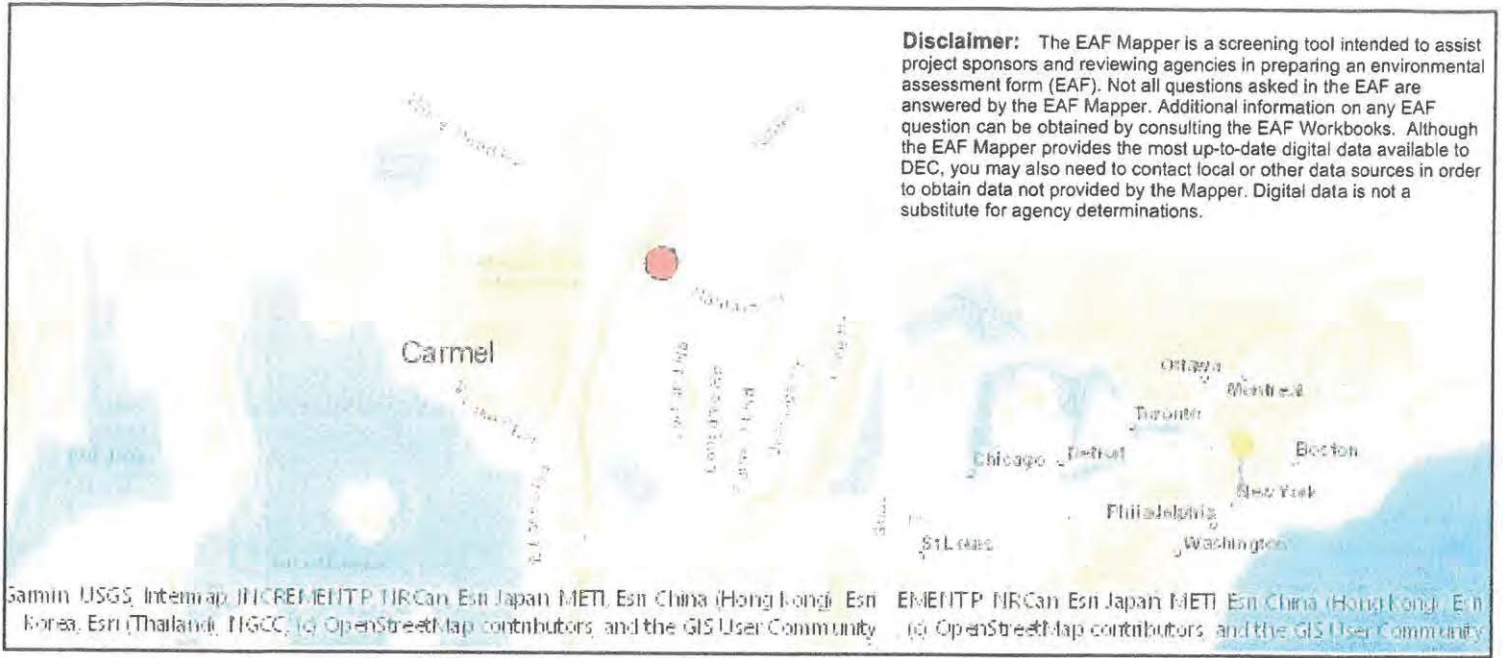 Disclaimer: The EAF Mapper is a screening tool intended to assist
project sponsors and reviewing agencies in preparing an environmental
assessment form (EAF). Not all questions asked in the EAF are
answered by the EAF Mapper. Additional information on any EAF
question can be obtained by consulting the EAF Workbooks. Although
the EAF Mapper provides the most up-to-date digital data available to
DEC, you may also need to contact local or other data sources in order
to obtain data not provided by the Mapper. Digital data is not a
substitute for agency determinations.
Carmel
Ottawa
Montreal
Toronto
Chicago
Detroit
Boston
New York
Philadelphia
St Louis
Washington
Garmin USGS, Intermap INCREMENT P NRCan Esri Japan METI, Esri China (Hong Kong) Esri
Korea, Esri (Thailand), NGCC, (c) OpenStreetMap contributors, and the GIS User Community
EMENT P NRCan Esri Japan METI Esri China (Hong Kong) Esri
(c) OpenStreetMap contributors, and the GIS User Community